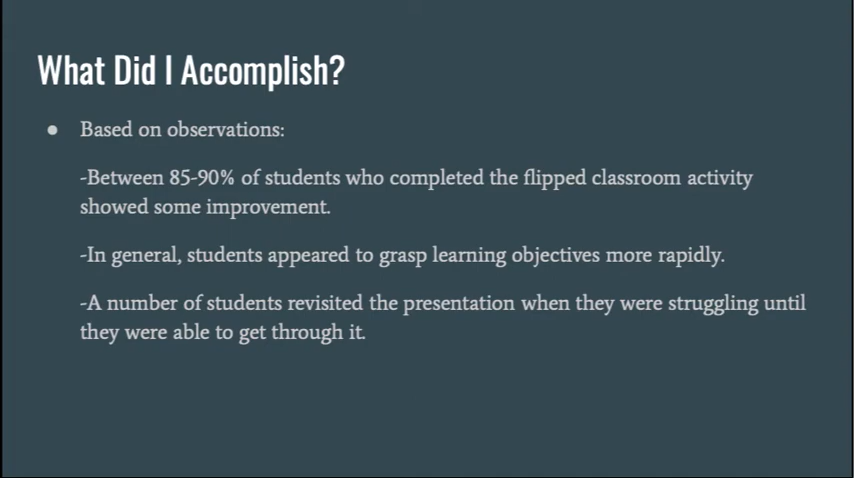 What Did I Accomplish?
● Based on observations:
-Between 85-90% of students who completed the flipped classroom activity
showed some improvement.
-In general, students appeared to grasp learning objectives more rapidly.
-A number of students revisited the presentation when they were struggling until
they were able to get through it.